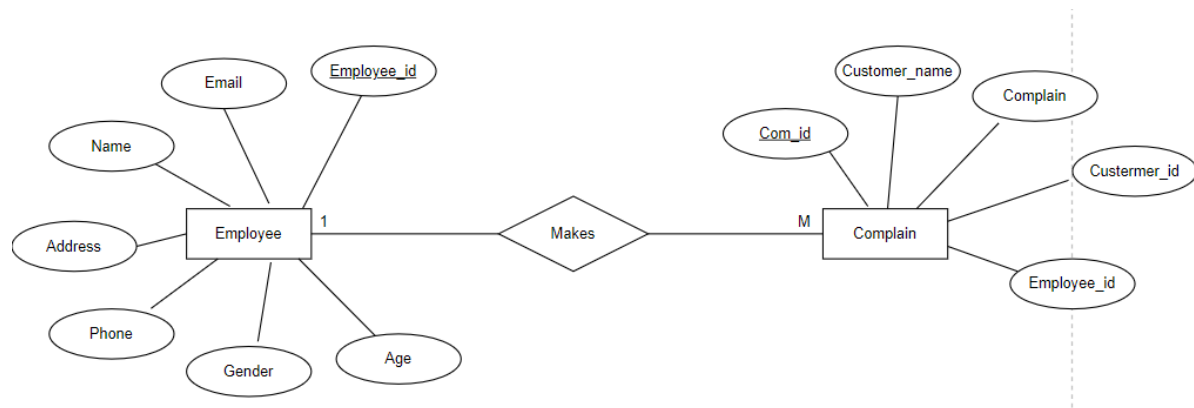 Email
Employee_id
Name
Employee
1
Address
Phone
Gender
Age
Makes
Customer_name
Complain
Com_id
Custermer_id
M
Complain
Employee_id